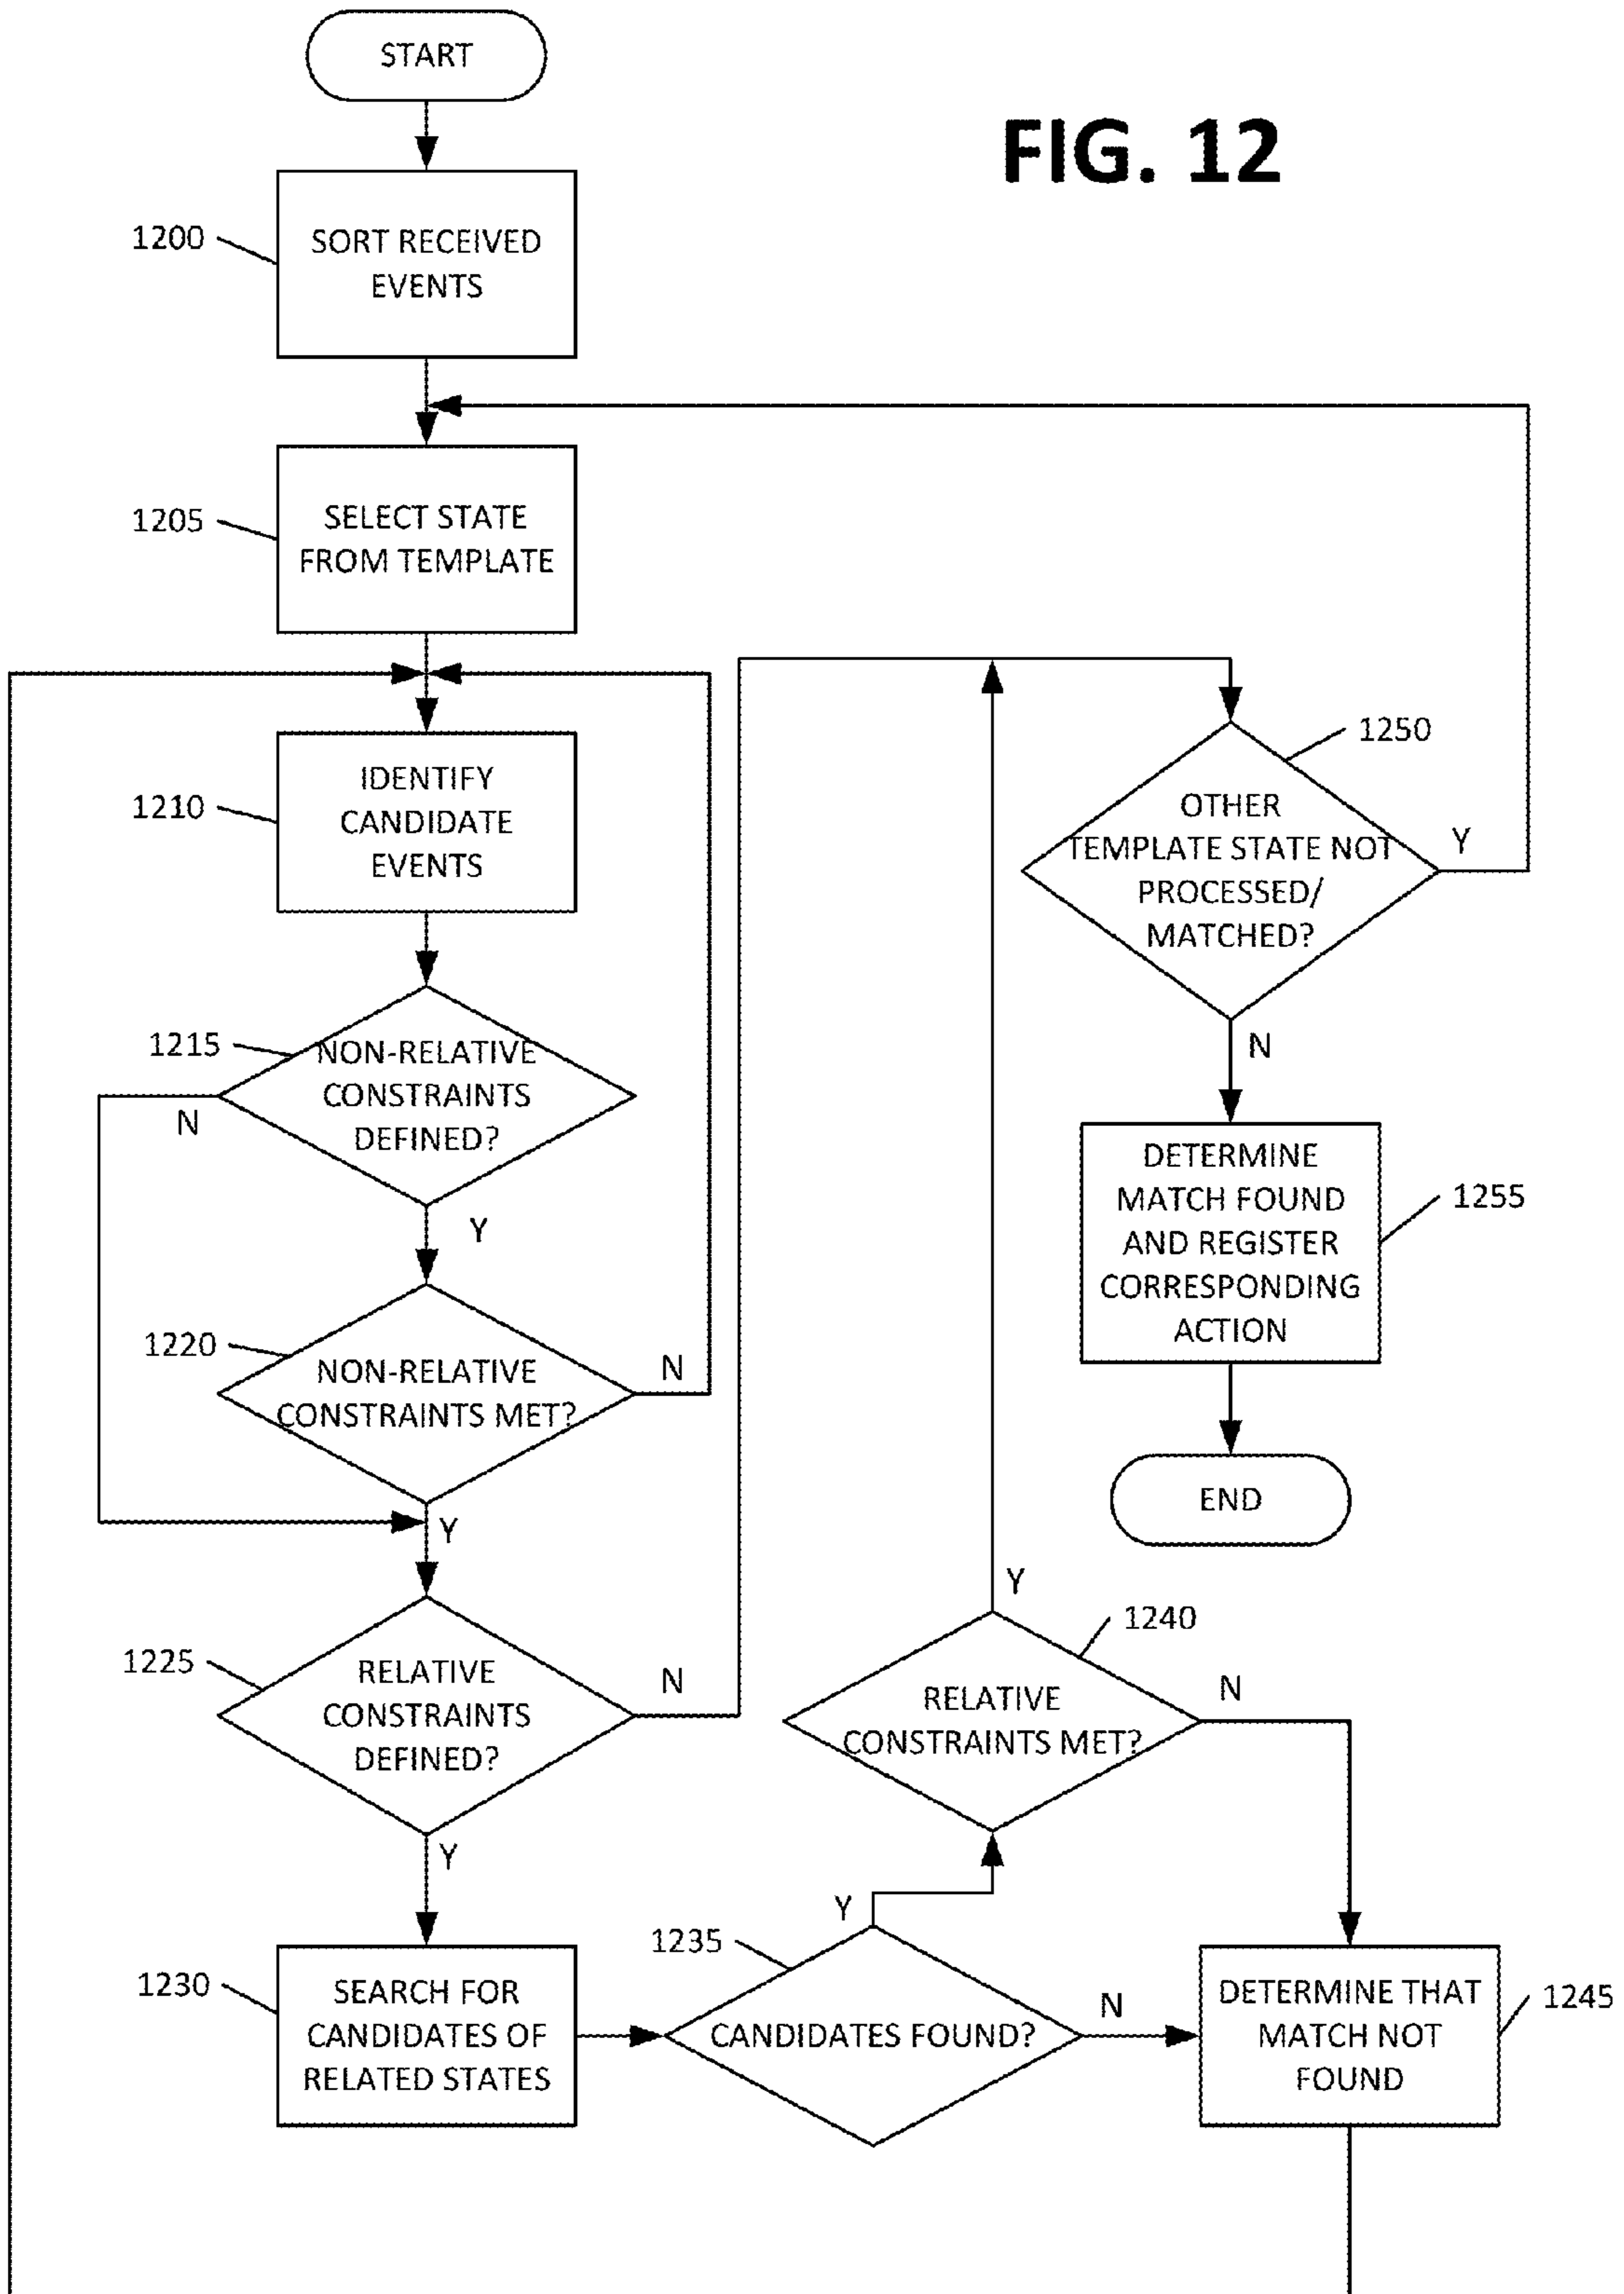 START
FIG. 12
1200
SORT RECEIVED
EVENTS
1205
SELECT STATE
FROM TEMPLATE
1210
IDENTIFY
CANDIDATE
EVENTS
1215
NON-RELATIVE
CONSTRAINTS
DEFINED?
N
Y
1220
NON-RELATIVE
CONSTRAINTS MET?
N
Y
1225
RELATIVE
CONSTRAINTS
DEFINED?
N
Y
1230
SEARCH FOR
CANDIDATES OF
RELATED STATES
1235
CANDIDATES FOUND?
Y
N
1240
RELATIVE
CONSTRAINTS MET?
Y
N
1245
DETERMINE THAT
MATCH NOT
FOUND
1250
OTHER
TEMPLATE STATE NOT
PROCESSED/
MATCHED?
Y
N
1255
DETERMINE
MATCH FOUND
AND REGISTER
CORRESPONDING
ACTION
END